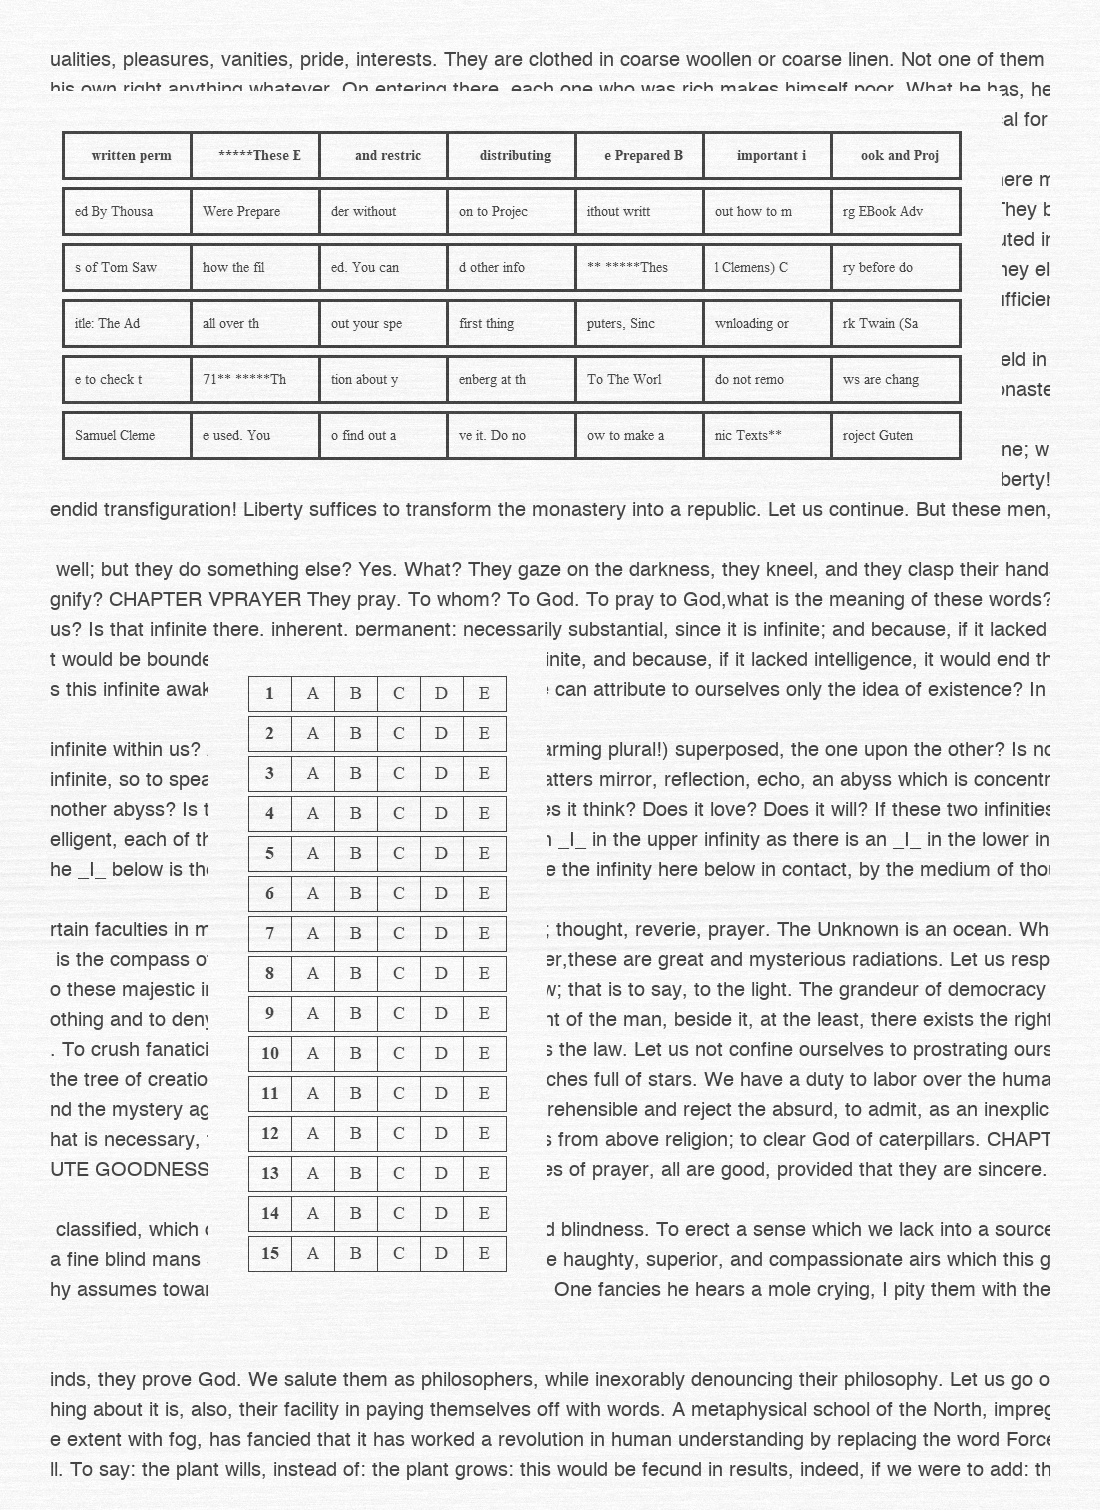 ualities, pleasures, vanities, pride, interests. They are clothed in coarse woollen or coarse linen. Not one of them
his own right anything whatever. On entering there, each one who was rich makes himself poor. What he has, he
al for
written perm *****These E and restric distributing e Prepared B important i ook and Proj
ere
ed By Thousa Were Prepare der without on to Projec ithout writt out how to m rg EBook Adv
They
uted
s of Tom Saw how the fil ed. You can d other info ** *****Thes l Clemens) C ry before do
ney el
fficien
itle: The Ad all over th out your spe first thing puters, Sinc wnloading or rk Twain (Sa
eld in
e to check t 71** *****Th tion about y enberg at th To The Worl do not remo ws are chang
onaste
Samuel Cleme e used. You o find out a ve it. Do no ow to make a nic Texts** roject Guten
ne; w
berty!
endid transfiguration! Liberty suffices to transform the monastery into a republic. Let us continue. But these men,
well; but they do something else? Yes. What? They gaze on the darkness, they kneel, and they clasp their hand
gnify? CHAPTER VPRAYER They pray. To whom? To God. To pray to God,what is the meaning of these words?
us? Is that infinite there, inherent, permanent; necessarily substantial, since it is infinite; and because, if it lacked
t would be bounde inite, and because, if it lacked intelligence, it would end th
s this infinite awak can attribute to ourselves only the idea of existence? In
1 A B C D E
2 A B C D E
infinite within us? arming plural!) superposed, the one upon the other? Is no
3 A B C D E
infinite, so to spea atters mirror, reflection, echo, an abyss which is concentr
nother abyss? Is t es it think? Does it love? Does it will? If these two infinities
4 A B C D E
elligent, each of th _I_ in the upper infinity as there is an _I_ in the lower in
5 A B C D E
he _I_ below is the e the infinity here below in contact, by the medium of thou
6 A B C D E
rtain faculties in m ; thought, reverie, prayer. The Unknown is an ocean. Wh
7 A B C D E
is the compass o er,these are great and mysterious radiations. Let us resp
8 A B C D E
o these majestic i w; that is to say, to the light. The grandeur of democracy
9 A B C D E
othing and to deny nt of the man, beside it, at the least, there exists the right
. To crush fanatici s the law. Let us not confine ourselves to prostrating ours
10 A B C D E
the tree of creatio ches full of stars. We have a duty to labor over the huma
11 A B C D E
nd the mystery ag rehensible and reject the absurd, to admit, as an inexplic
12 A B C D E
hat is necessary, s from above religion; to clear God of caterpillars. CHAPT
UTE GOODNESS es of prayer, all are good, provided that they are sincere.
13 A B C D E
14 A B C D E
classified, which d blindness. To erect a sense which we lack into a source
15 A B C D E
a fine blind mans e haughty, superior, and compassionate airs which this g
hy assumes towar One fancies he hears a mole crying, I pity them with the
inds, they prove God. We salute them as philosophers, while inexorably denouncing their philosophy. Let us go o
hing about it is, also, their facility in paying themselves off with words. A metaphysical school of the North, impreg
e extent with fog, has fancied that it has worked a revolution in human understanding by replacing the word Force
ll. To say: the plant wills, instead of: the plant grows: this would be fecund in results, indeed, if we were to add: th